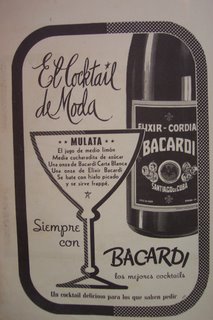 El Cocktail
de Moda
ELIXIR - CORDIAL
BACARDI
SANTIAGO DE CUBA
** MULATA **
El jugo de medio limón
Media cucharadita de azúcar
Una onza de Bacardi Carta Blanca
Una onza de Elixir Bacardi
Se bate con hielo picado
y se sirve frappé.
Siempre
con
BACARDI
los mejores cocktails
Un cocktail delicioso para los que saben pedir